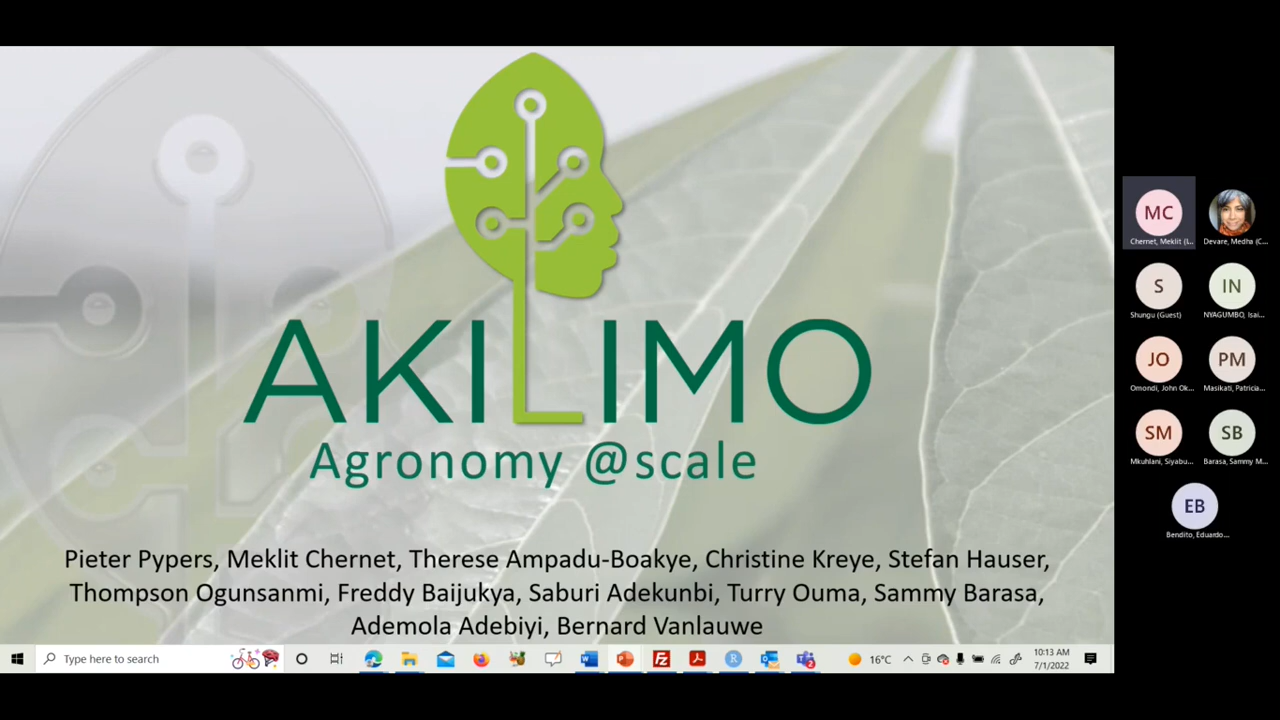 AKILIMO
Agronomy @scale
Pieter Pypers, Meklit Chernet, Therese Ampadu-Boakye, Christine Kreye, Stefan Hauser,
Thompson Ogunsanmi, Freddy Baijukya, Saburi Adekunbi, Turry Ouma, Sammy Barasa,
Ademola Adebiyi, Bernard Vanlauwe
MC
Chernet, Meklit (I...
Devare, Medha (C...
S
Shungu (Guest)
IN
NYAGUMBO, Isai...
JO
Omondi, John Ok...
PM
Masikati, Patricia...
SM
Mkuhlani, Siyabu...
SB
Barasa, Sammy M...
EB
Bendito, Eduardo...
Type here to search
16°C
10:13 AM
7/1/2022